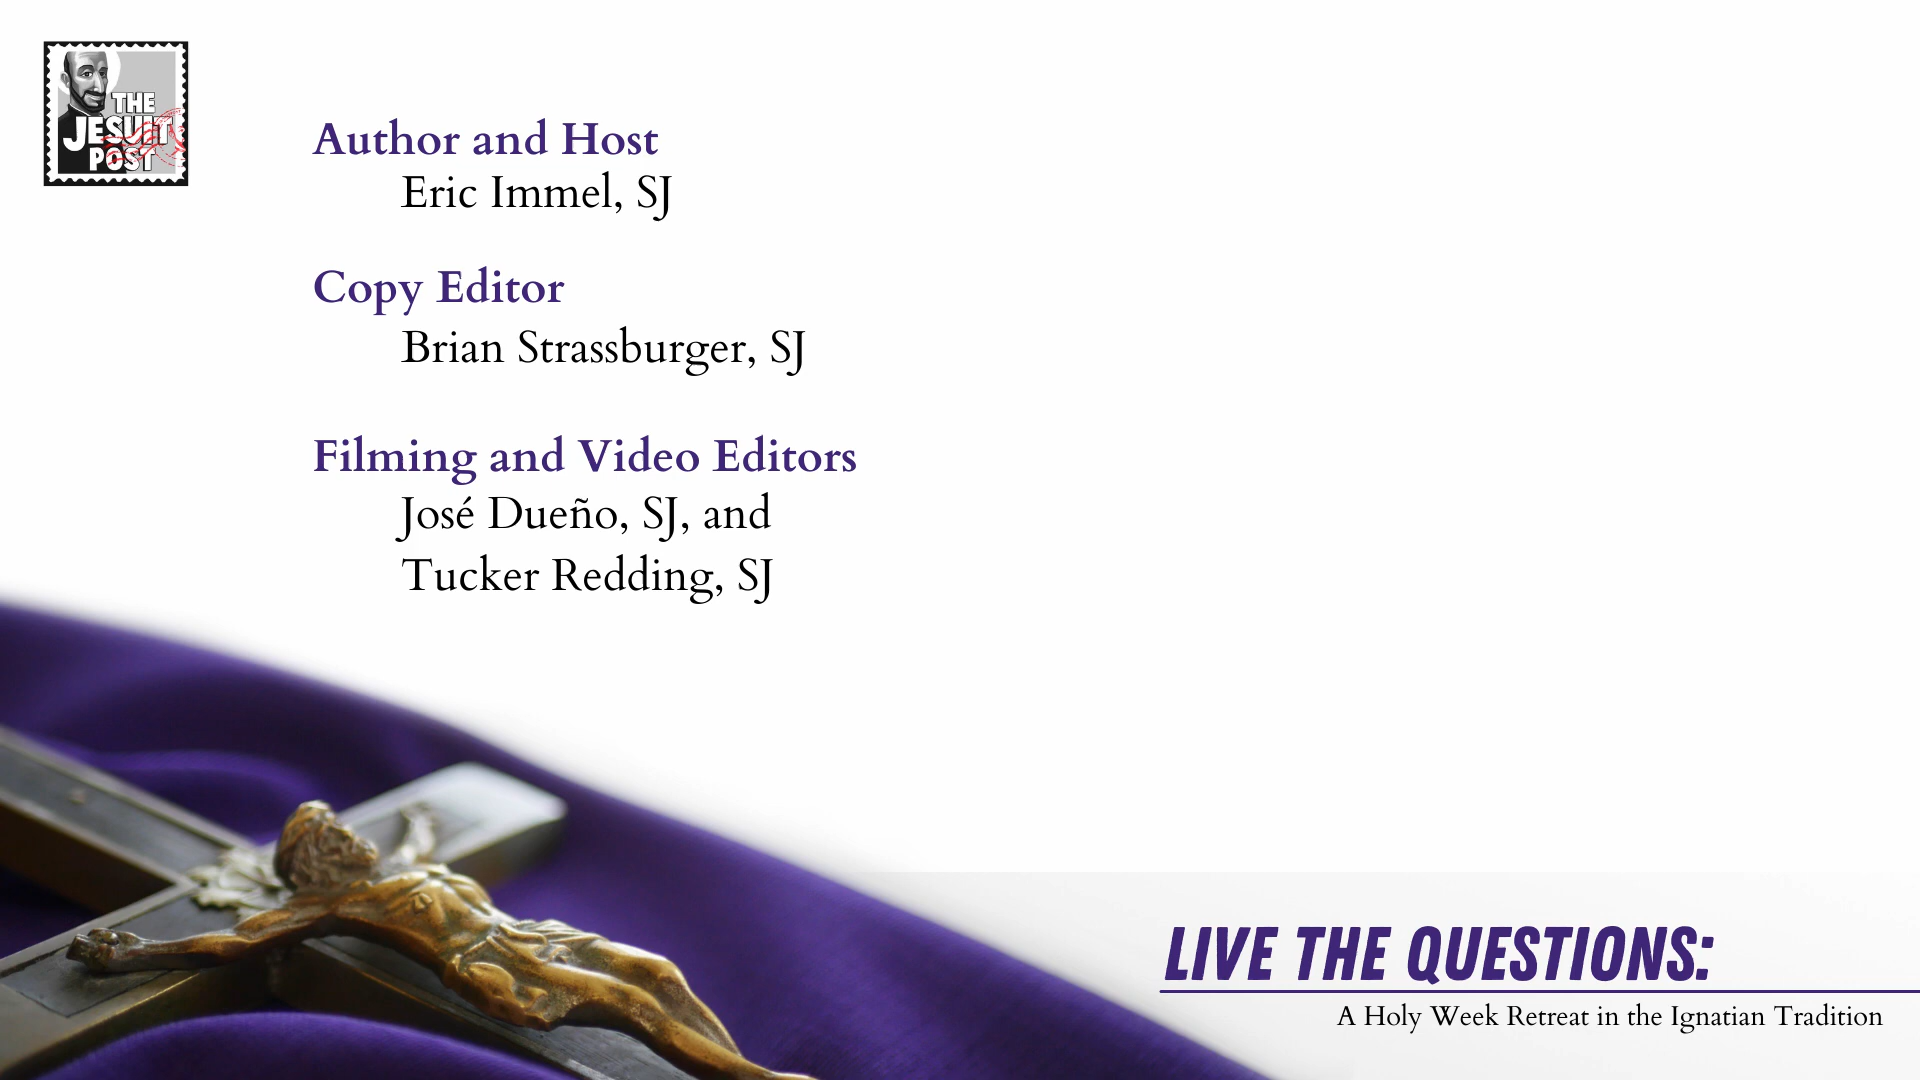 THE
JESUIT
POST
Author and Host
Eric Immel, SJ
Copy Editor
Brian Strassburger, SJ
Filming and Video Editors
José Dueño, SJ, and
Tucker Redding, SJ
LIVE THE QUESTIONS:
A Holy Week Retreat in the Ignatian Tradition